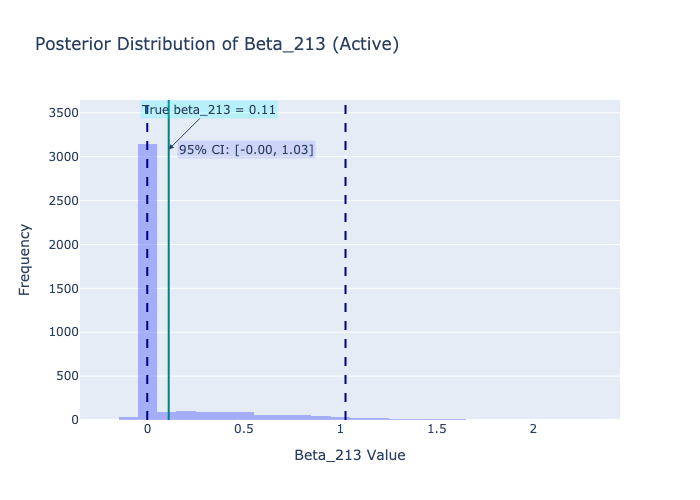 Posterior Distribution of Beta_213 (Active)
True beta_213 = 0.11
95% CI: [-0.00, 1.03]
3500
3000
2500
2000
1500
1000
500
0
Frequency
0
0.5
1
1.5
2
Beta_213 Value